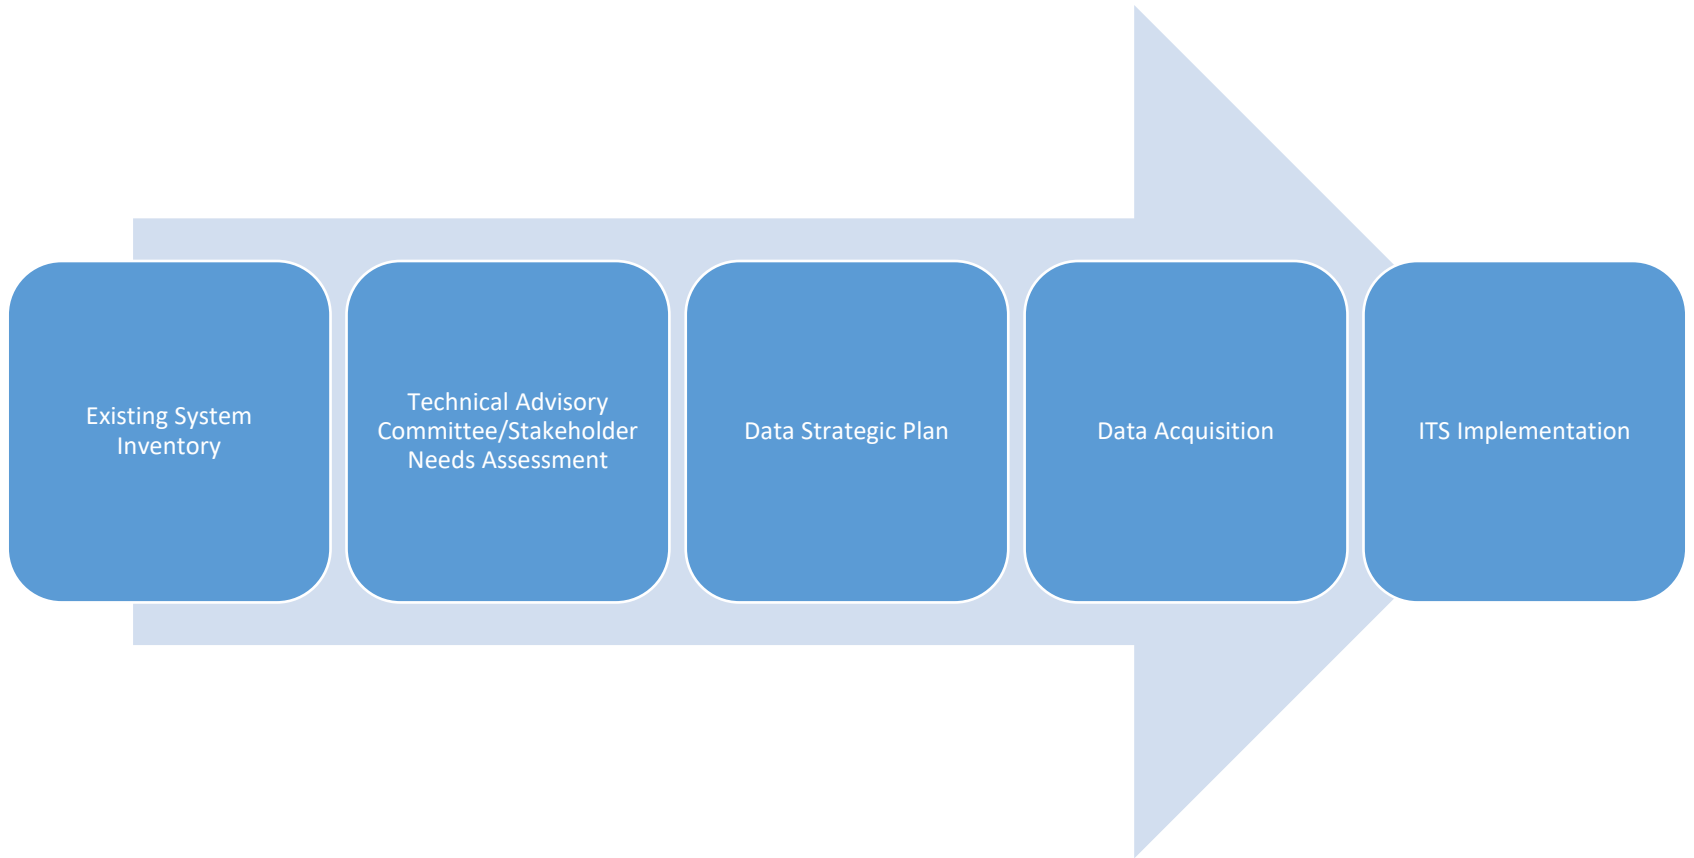 Existing System
Inventory
Technical Advisory
Committee/Stakeholder
Needs Assessment
Data Strategic Plan
Data Acquisition
ITS Implementation